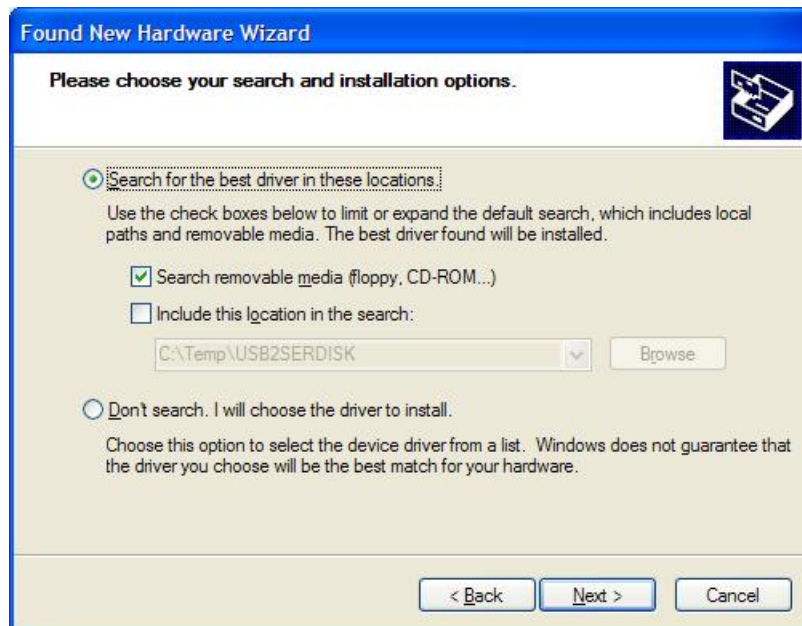 Found New Hardware Wizard
Please choose your search and installation options.
Search for the best driver in these locations.
Use the check boxes below to limit or expand the default search, which includes local
paths and removable media. The best driver found will be installed.
Search removable media (floppy, CD-ROM...)
Include this location in the search:
C:\Temp\USB2SERDISK
Browse
Don't search. I will choose the driver to install.
Choose this option to select the device driver from a list. Windows does not guarantee that
the driver you choose will be the best match for your hardware.
< Back
Next >
Cancel